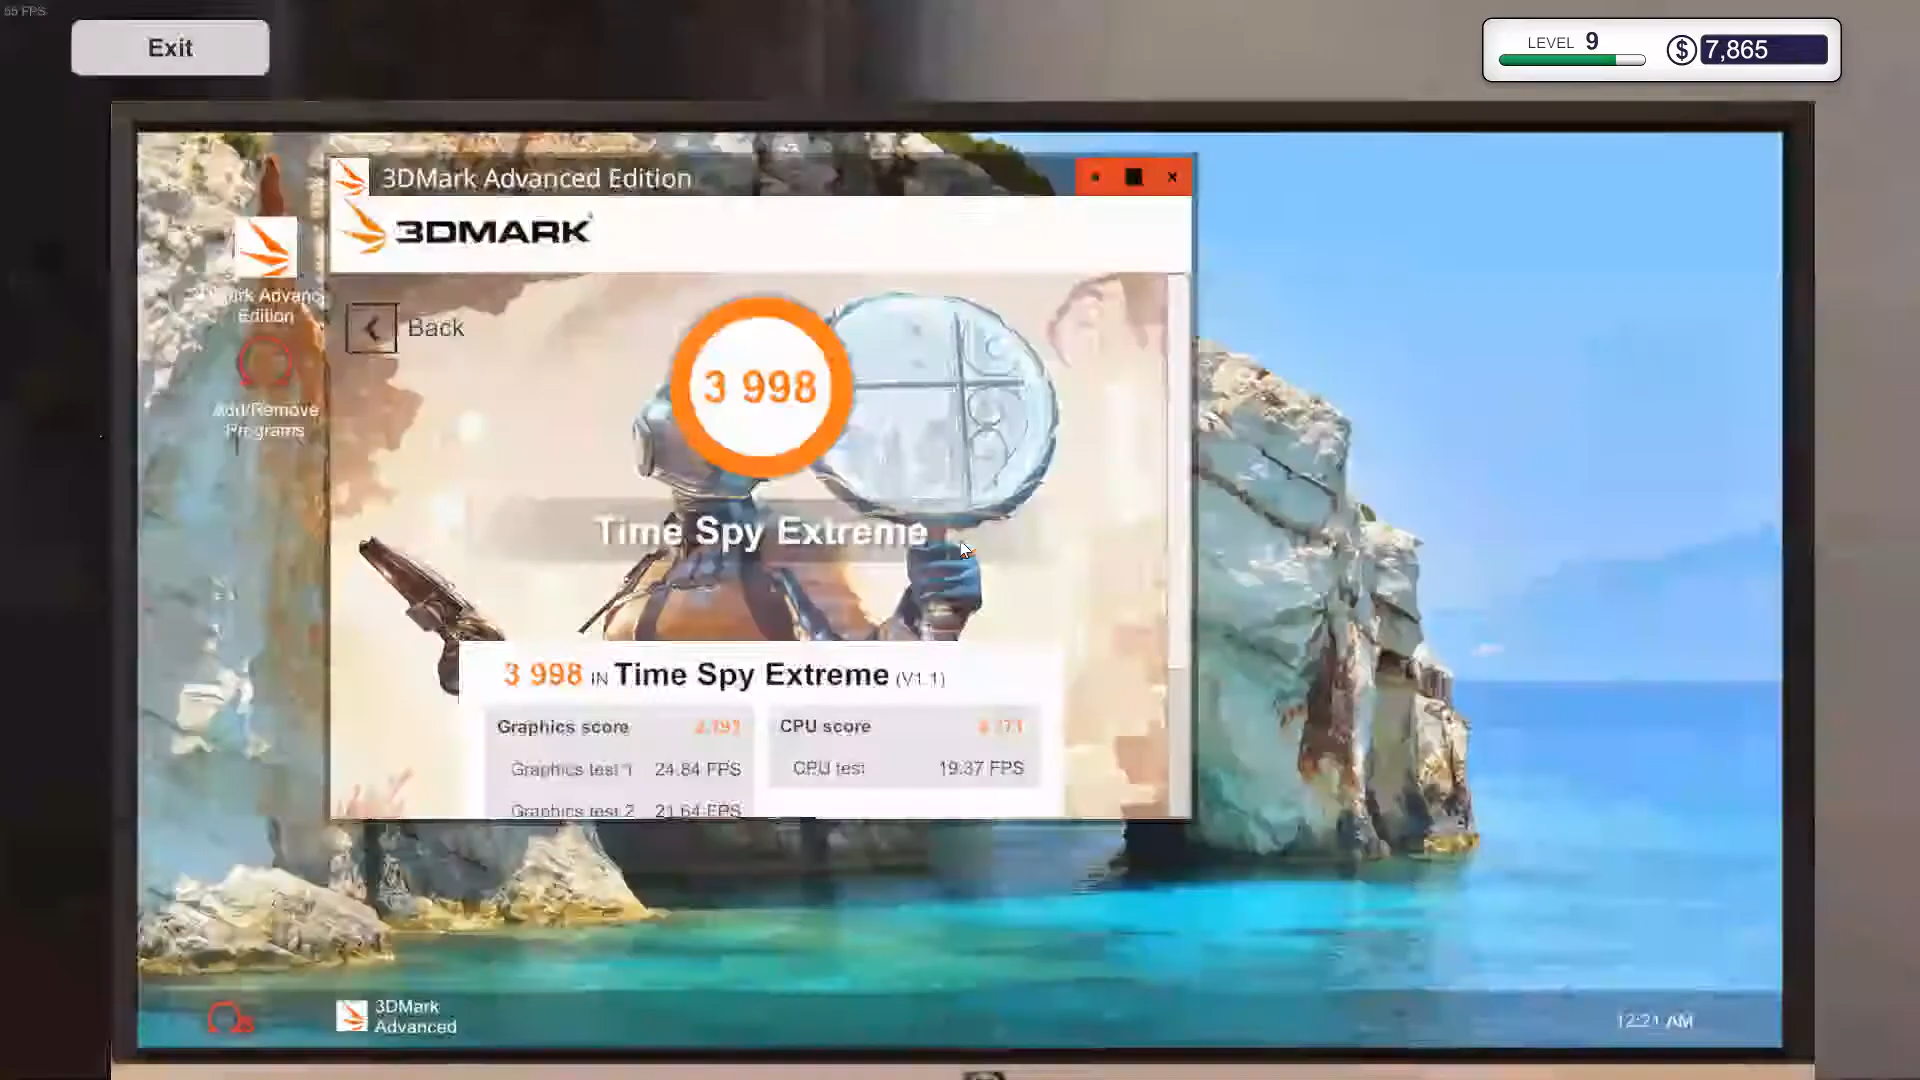 55 FPS
Exit
LEVEL 9
$ 7,865
3DMark Advanced Edition
3DMARK
Back
Edition
Add/Remove
Programs
3 998
Time Spy Extreme
3 998 IN Time Spy Extreme (V1.1)
Graphics score
CPU score
Graphics test 1 24.84 FPS
CPU test 19.37 FPS
Graphics test 2 21.64 FPS
3DMark
Advanced
12:21 AM